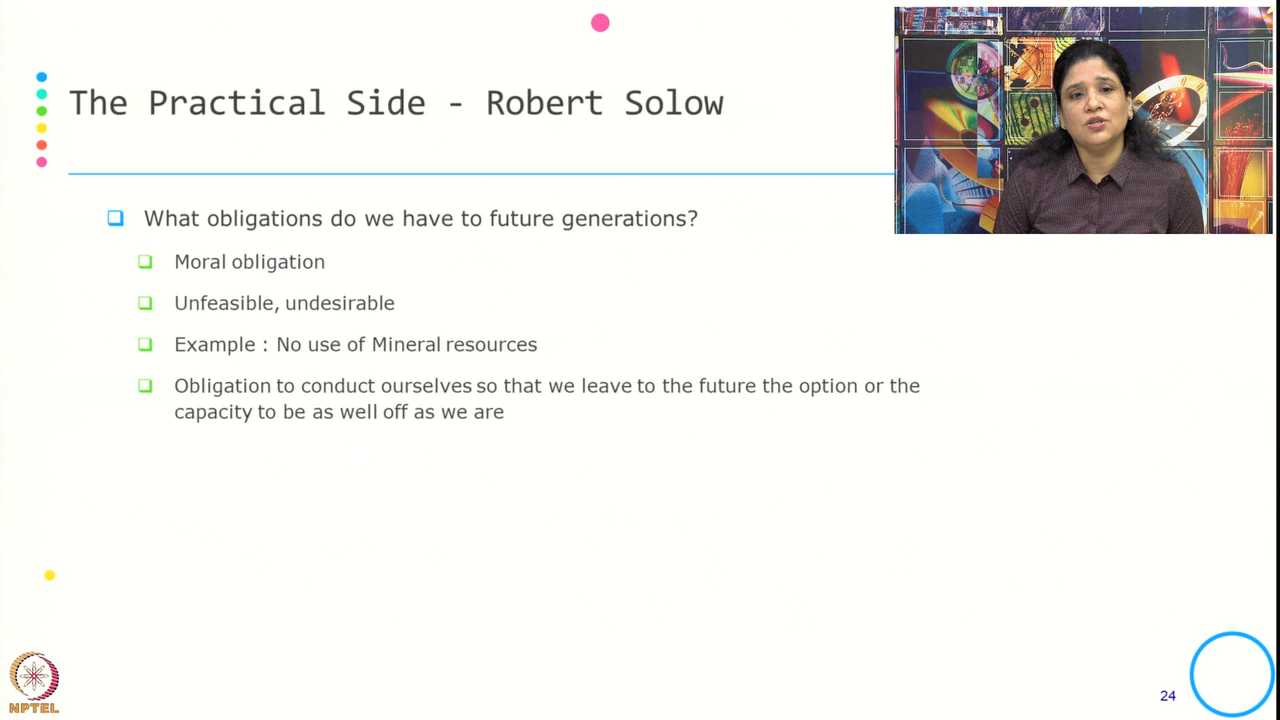 The Practical Side - Robert Solow
What obligations do we have to future generations?
Moral obligation
Unfeasible, undesirable
Example : No use of Mineral resources
Obligation to conduct ourselves so that we leave to the future the option or the
capacity to be as well off as we are
NPTEL
24